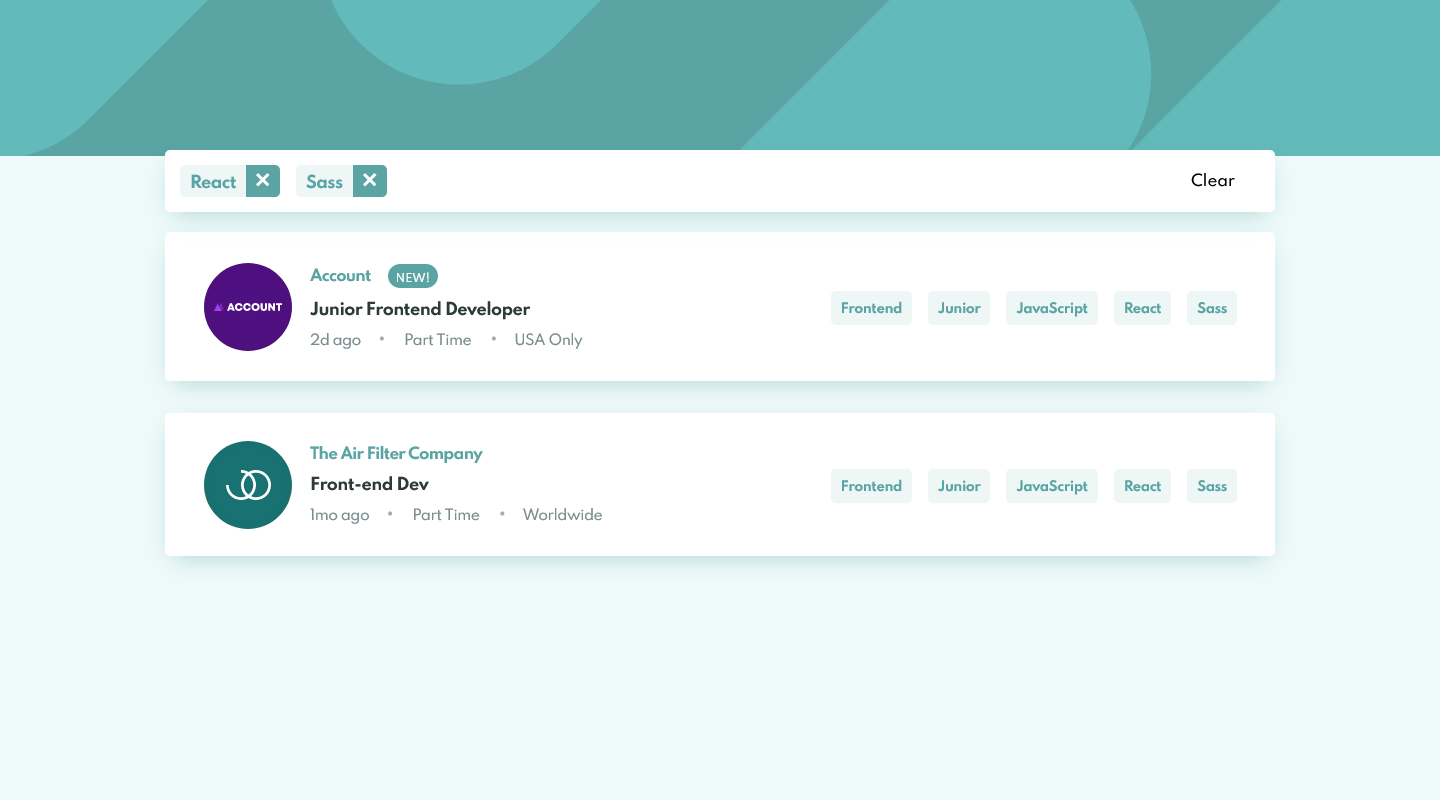 React ✕ Sass ✕ Clear
ACCOUNT
Account NEW!
Junior Frontend Developer
2d ago • Part Time • USA Only
Frontend Junior JavaScript React Sass
The Air Filter Company
Front-end Dev
1mo ago • Part Time • Worldwide
Frontend Junior JavaScript React Sass